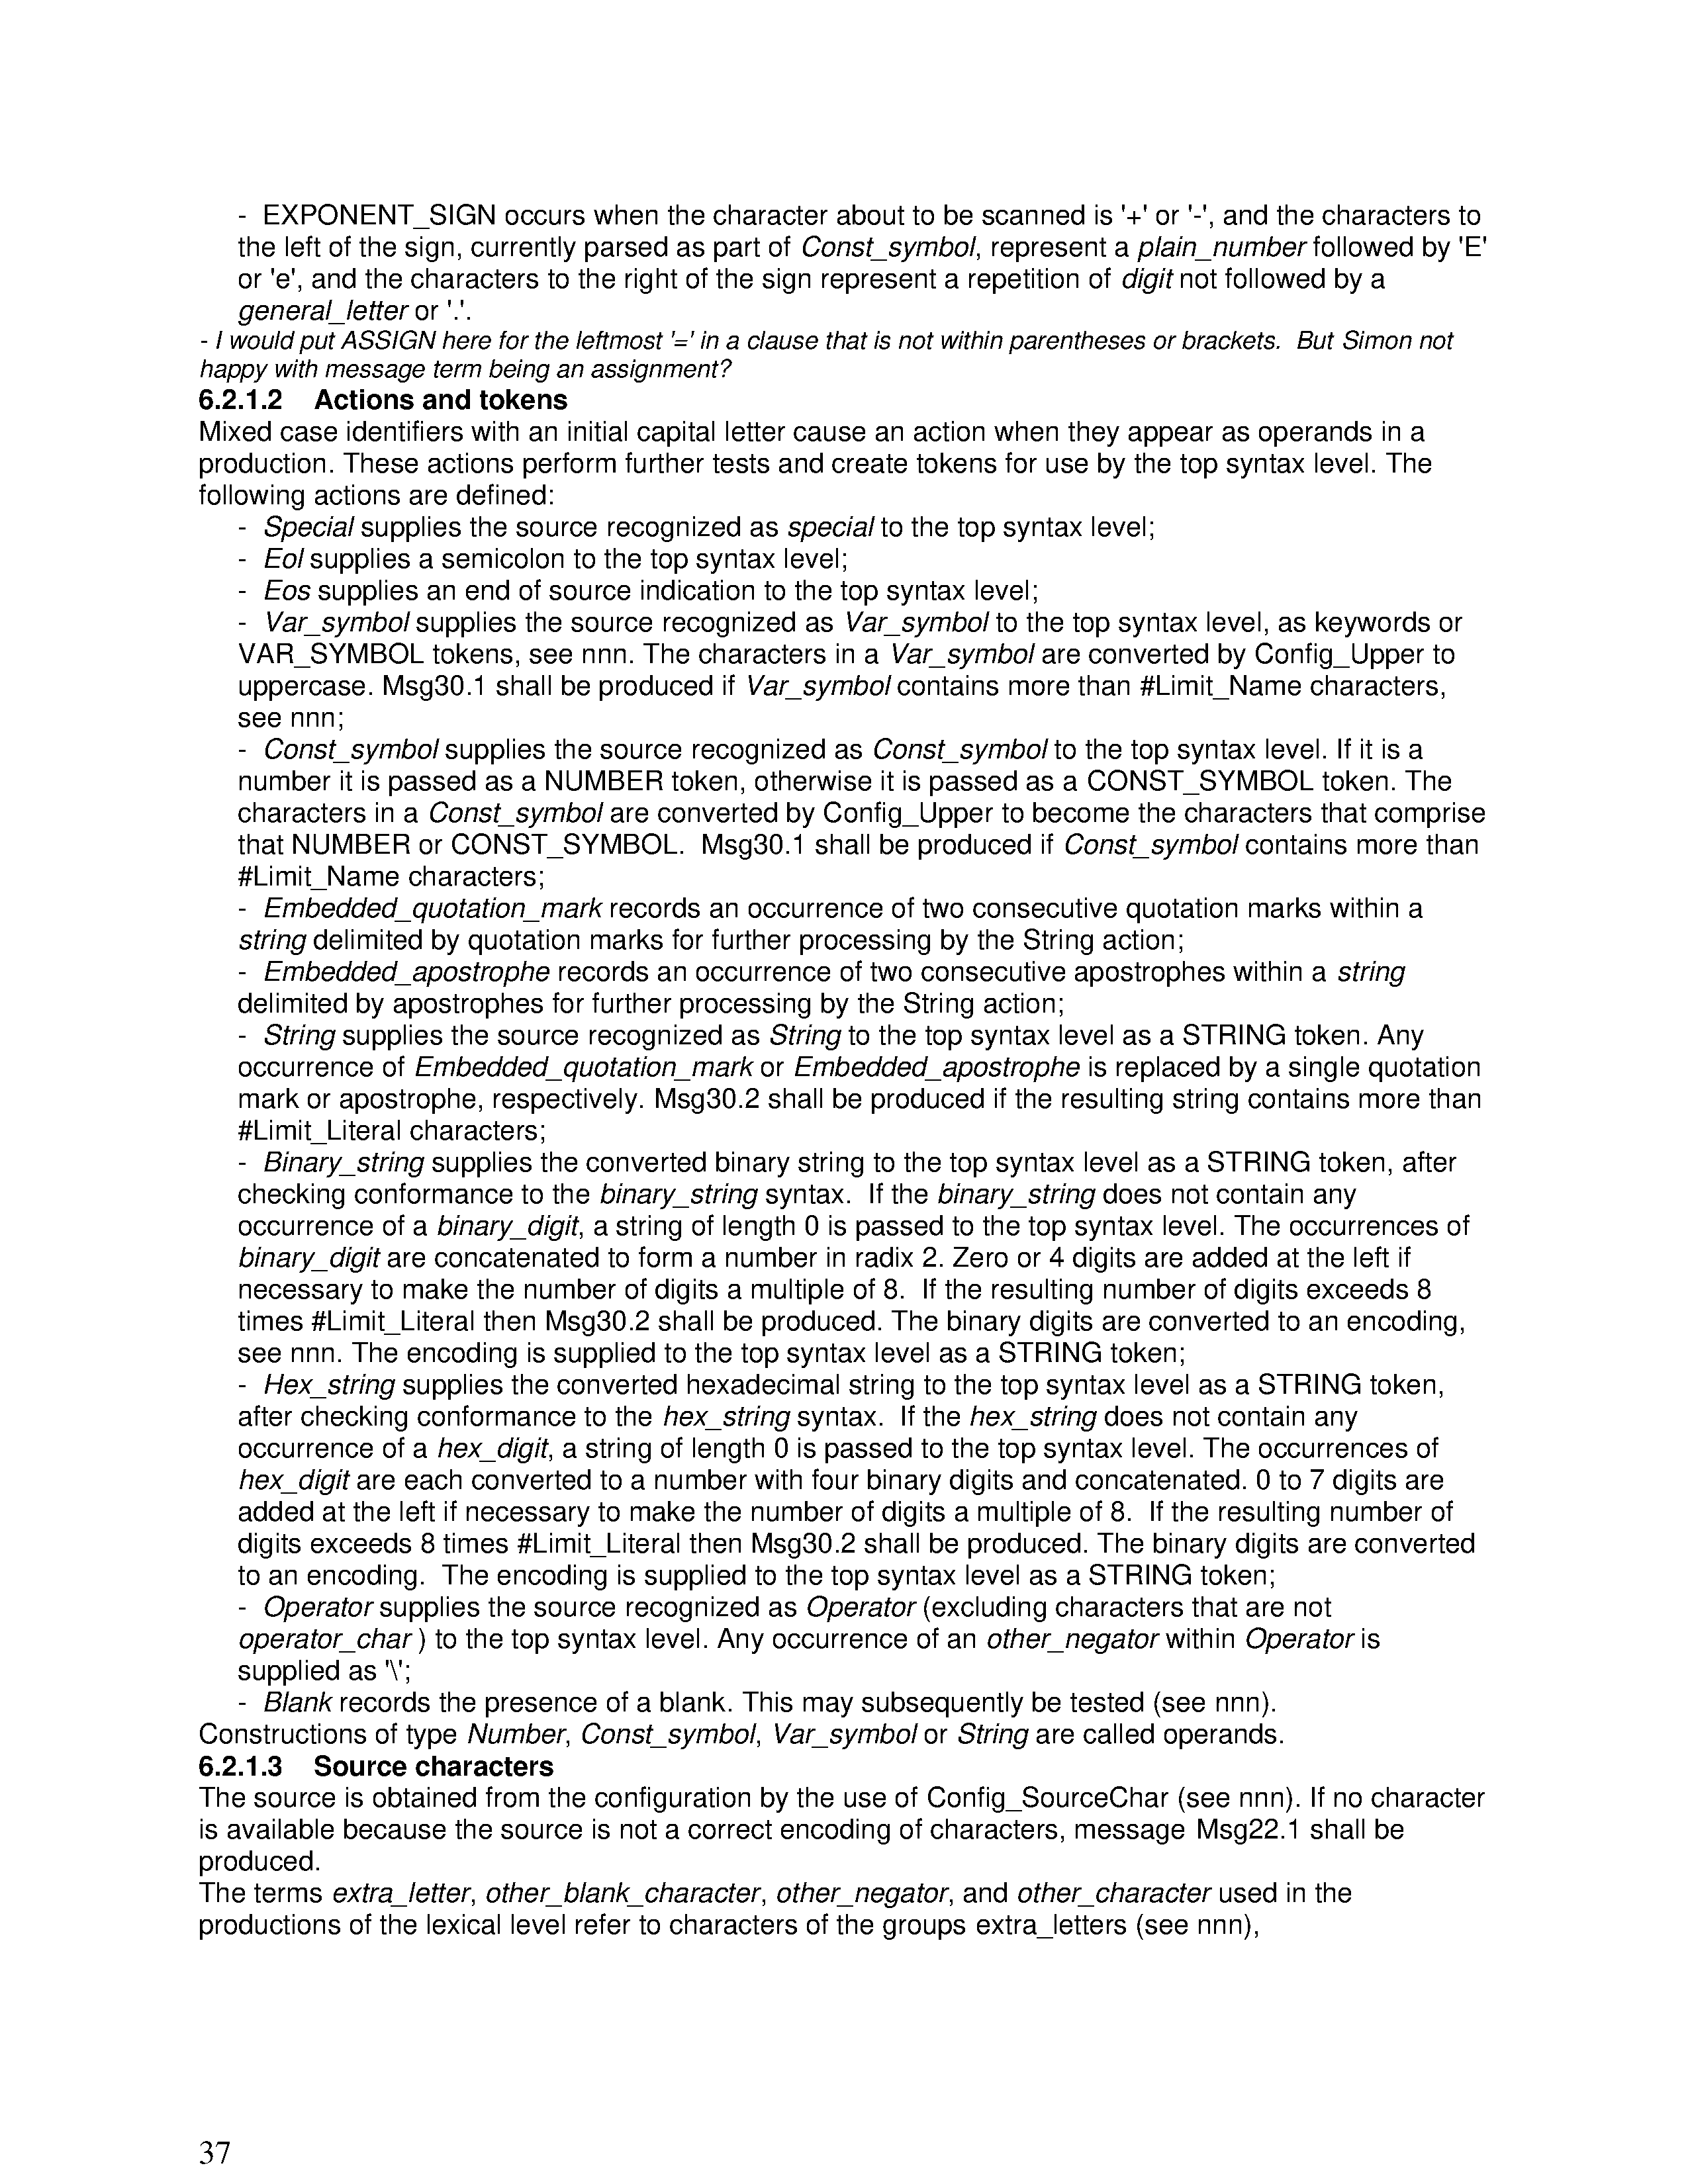 - EXPONENT_SIGN occurs when the character about to be scanned is '+' or '-', and the characters to
the left of the sign, currently parsed as part of Const_symbol, represent a plain_number followed by 'E'
or 'e', and the characters to the right of the sign represent a repetition of digit not followed by a
general_letter or '.'.
- I would put ASSIGN here for the leftmost '=' in a clause that is not within parentheses or brackets.  But Simon not
happy with message term being an assignment?
6.2.1.2 Actions and tokens
Mixed case identifiers with an initial capital letter cause an action when they appear as operands in a
production. These actions perform further tests and create tokens for use by the top syntax level. The
following actions are defined:
- Special supplies the source recognized as special to the top syntax level;
- Eol supplies a semicolon to the top syntax level;
- Eos supplies an end of source indication to the top syntax level;
- Var_symbol supplies the source recognized as Var_symbol to the top syntax level, as keywords or
VAR_SYMBOL tokens, see nnn. The characters in a Var_symbol are converted by Config_Upper to
uppercase. Msg30.1 shall be produced if Var_symbol contains more than #Limit_Name characters,
see nnn;
- Const_symbol supplies the source recognized as Const_symbol to the top syntax level. If it is a
number it is passed as a NUMBER token, otherwise it is passed as a CONST_SYMBOL token. The
characters in a Const_symbol are converted by Config_Upper to become the characters that comprise
that NUMBER or CONST_SYMBOL.  Msg30.1 shall be produced if Const_symbol contains more than
#Limit_Name characters;
- Embedded_quotation_mark records an occurrence of two consecutive quotation marks within a
string delimited by quotation marks for further processing by the String action;
- Embedded_apostrophe records an occurrence of two consecutive apostrophes within a string
delimited by apostrophes for further processing by the String action;
- String supplies the source recognized as String to the top syntax level as a STRING token. Any
occurrence of Embedded_quotation_mark or Embedded_apostrophe is replaced by a single quotation
mark or apostrophe, respectively. Msg30.2 shall be produced if the resulting string contains more than
#Limit_Literal characters;
- Binary_string supplies the converted binary string to the top syntax level as a STRING token, after
checking conformance to the binary_string syntax.  If the binary_string does not contain any
occurrence of a binary_digit, a string of length 0 is passed to the top syntax level. The occurrences of
binary_digit are concatenated to form a number in radix 2. Zero or 4 digits are added at the left if
necessary to make the number of digits a multiple of 8.  If the resulting number of digits exceeds 8
times #Limit_Literal then Msg30.2 shall be produced. The binary digits are converted to an encoding,
see nnn. The encoding is supplied to the top syntax level as a STRING token;
- Hex_string supplies the converted hexadecimal string to the top syntax level as a STRING token,
after checking conformance to the hex_string syntax.  If the hex_string does not contain any
occurrence of a hex_digit, a string of length 0 is passed to the top syntax level. The occurrences of
hex_digit are each converted to a number with four binary digits and concatenated. 0 to 7 digits are
added at the left if necessary to make the number of digits a multiple of 8.  If the resulting number of
digits exceeds 8 times #Limit_Literal then Msg30.2 shall be produced. The binary digits are converted
to an encoding.  The encoding is supplied to the top syntax level as a STRING token;
- Operator supplies the source recognized as Operator (excluding characters that are not
operator_char ) to the top syntax level. Any occurrence of an other_negator within Operator is
supplied as '\';
- Blank records the presence of a blank. This may subsequently be tested (see nnn).
Constructions of type Number, Const_symbol, Var_symbol or String are called operands.
6.2.1.3 Source characters
The source is obtained from the configuration by the use of Config_SourceChar (see nnn). If no character
is available because the source is not a correct encoding of characters, message Msg22.1 shall be
produced.
The terms extra_letter, other_blank_character, other_negator, and other_character used in the
productions of the lexical level refer to characters of the groups extra_letters (see nnn),
37